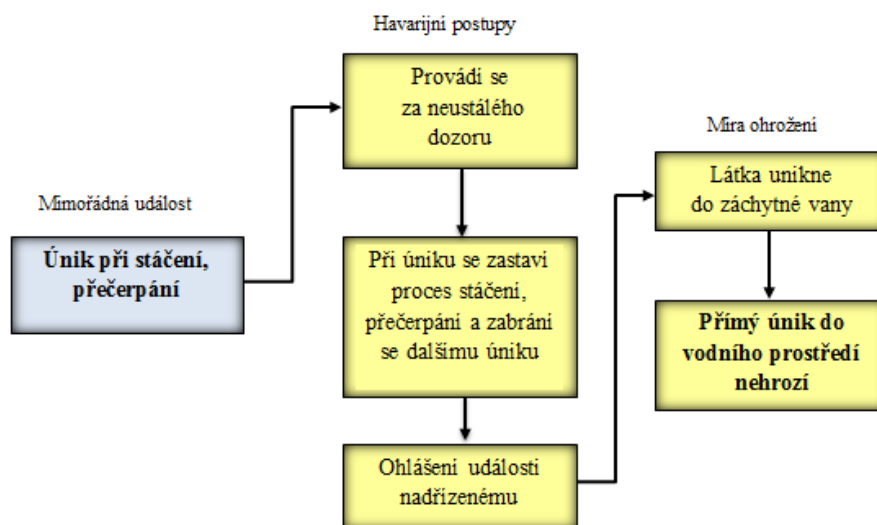 Havarijní postupy
Provádí se
za neustálého
dozoru
Míra ohrožení
Látka unikne
do záchytné vany
Mimořádná událost
Únik při stáčení,
přečerpání
Při úniku se zastaví
proces stáčení,
přečerpání a zabrání
se dalšímu úniku
Přímý únik do
vodního prostředí
nehrozí
Ohlášení události
nadřízenému